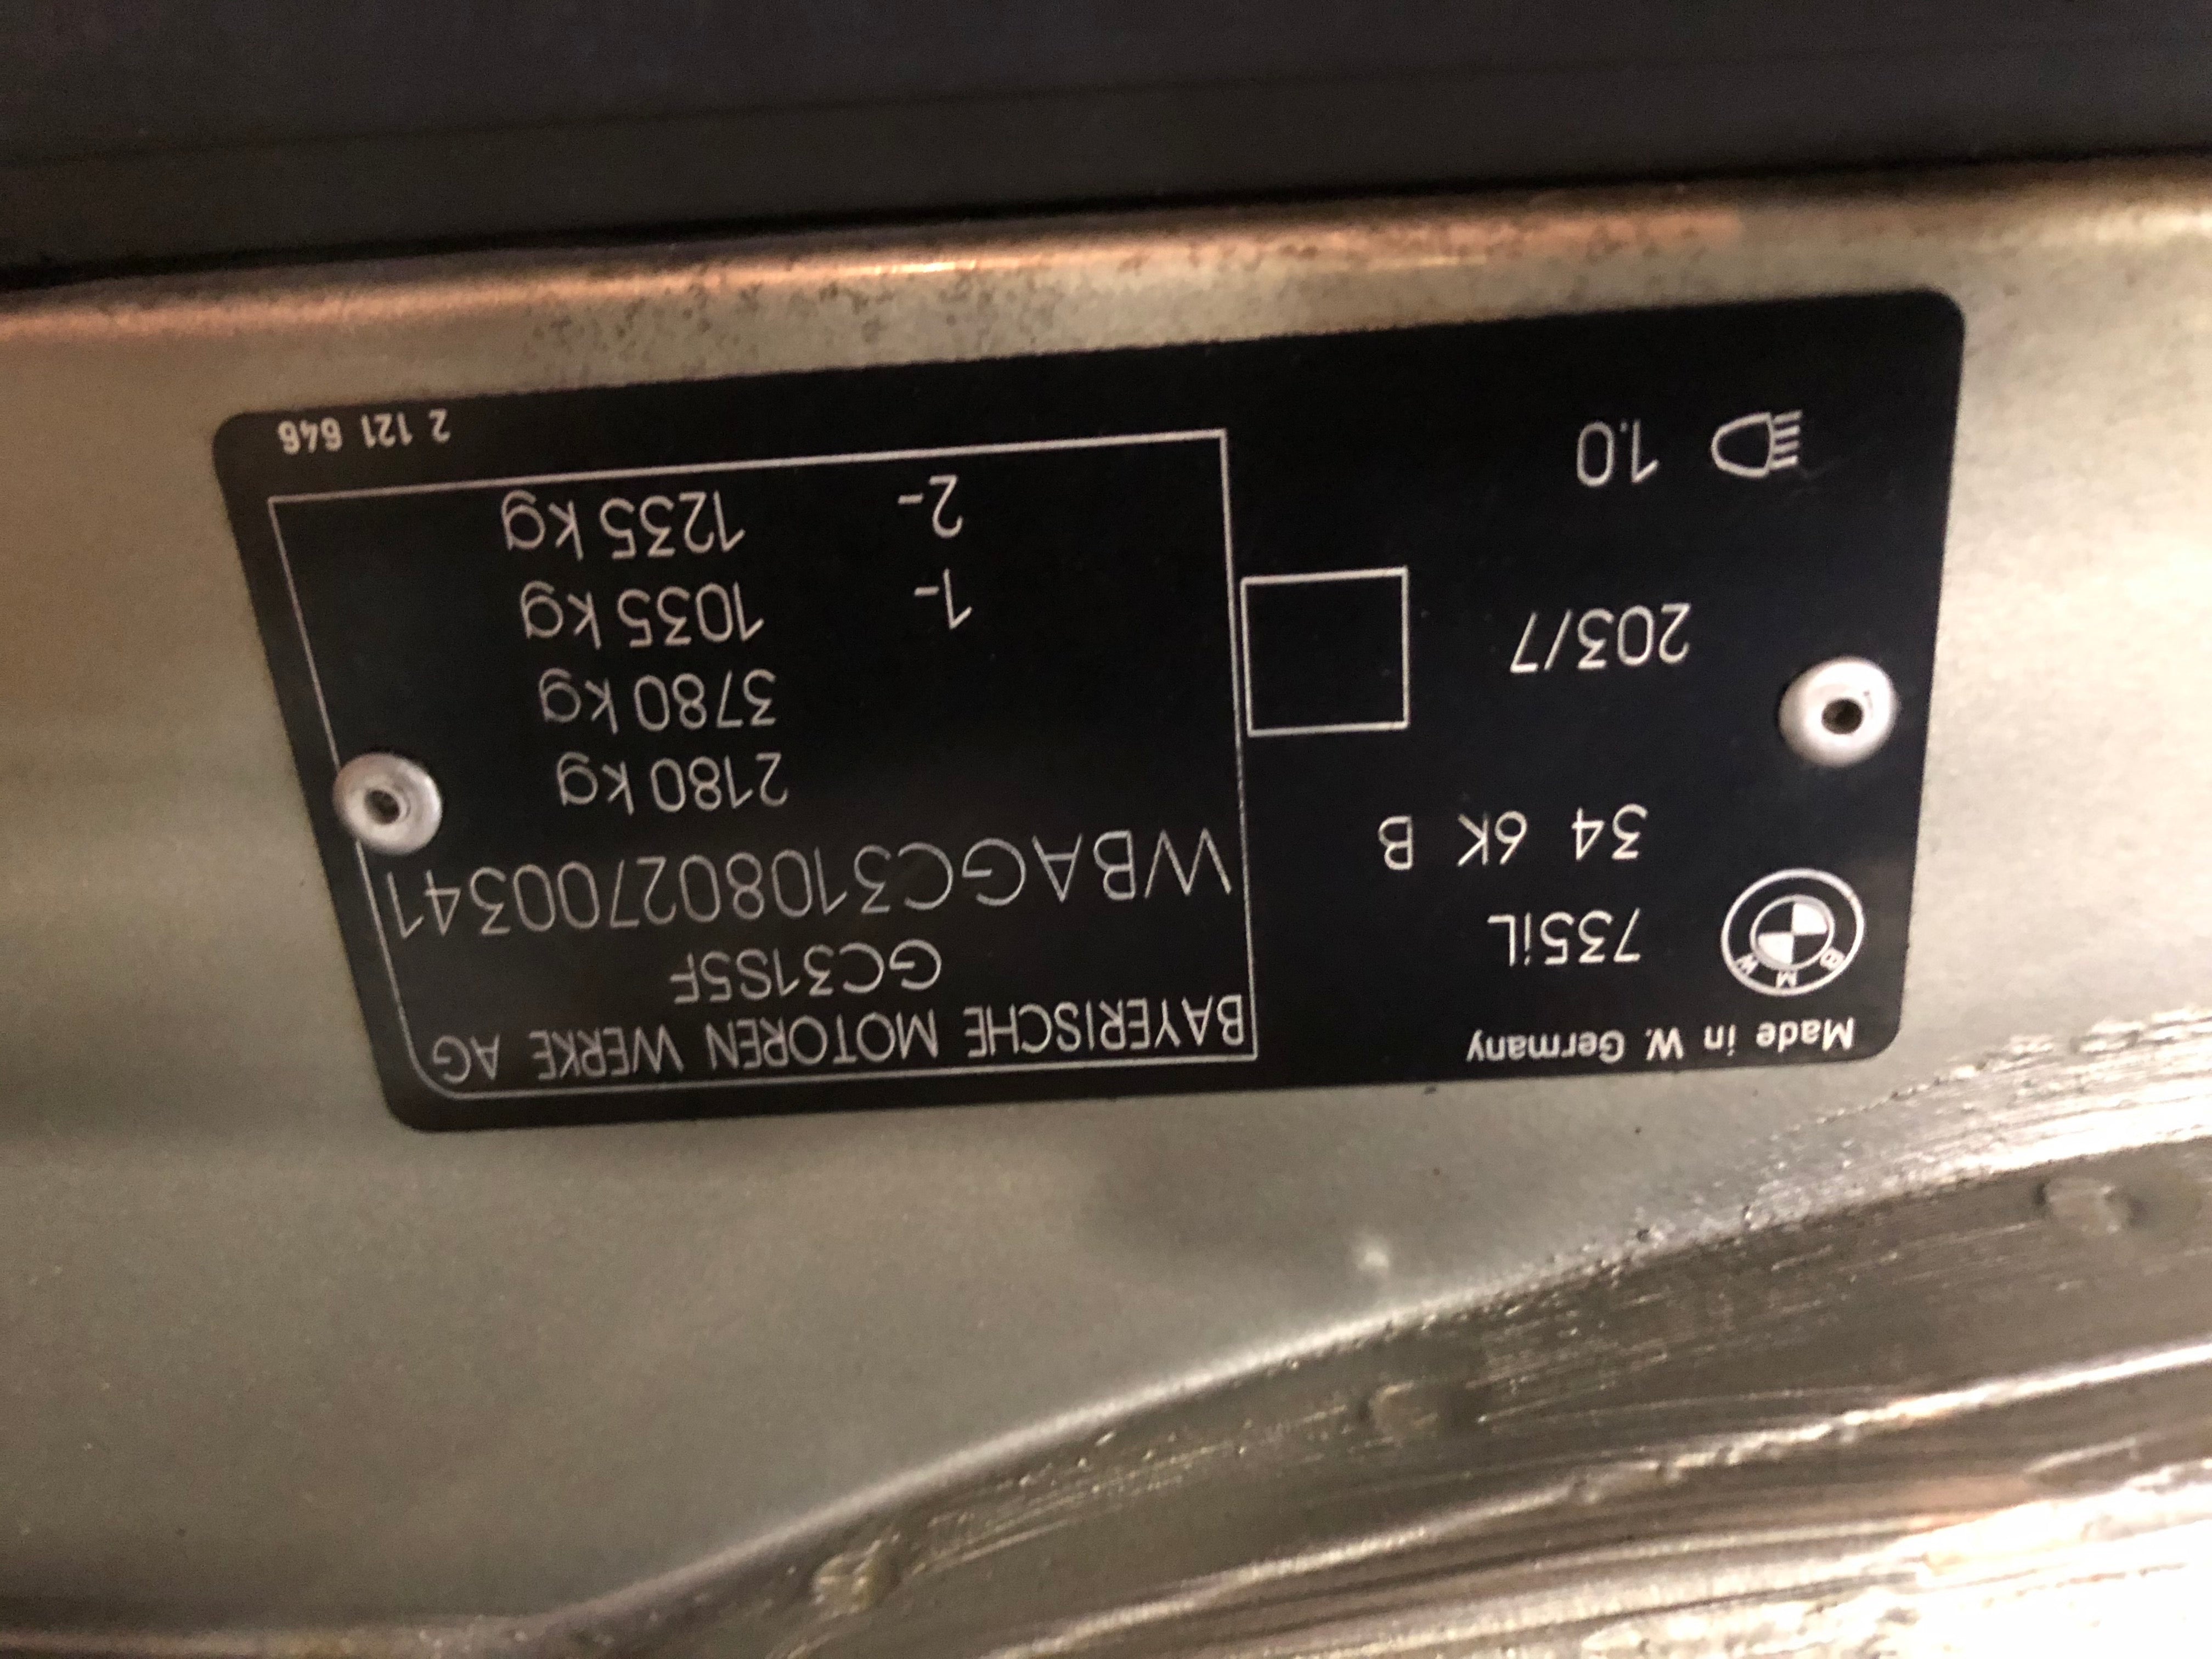 Made in W. Germany
BMW
735iL
34 6K B
203/7
1.0
BAYERISCHE MOTOREN WERKE AG
GC31S5F
WBAGC310802700341
2180 kg
3780 kg
1- 1035 kg
2- 1235 kg
2 121 646